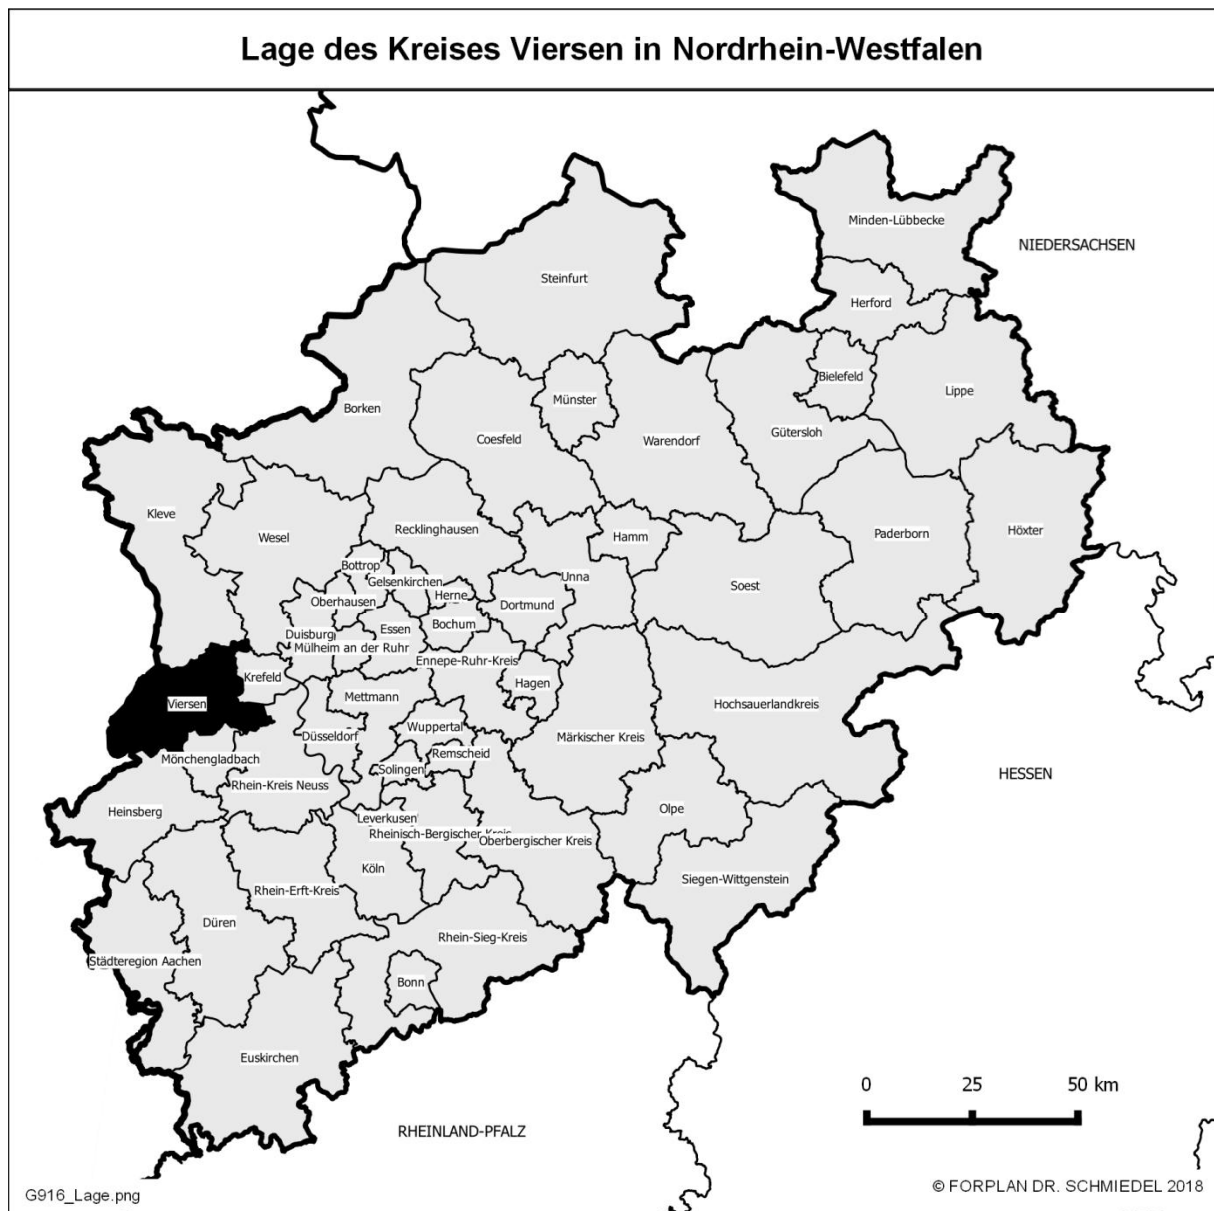 Lage des Kreises Viersen in Nordrhein-Westfalen
Minden-Lübbecke
NIEDERSACHSEN
Steinfurt
Herford
Bielefeld
Lippe
Münster
Borken
Coesfeld
Warendorf
Gütersloh
Kleve
Wesel
Recklinghausen
Hamm
Paderborn
Höxter
Bottrop
Gelsenkirchen
Unna
Soest
Herne
Oberhausen
Dortmund
Duisburg
Essen
Bochum
Mülheim an der Ruhr
Ennepe-Ruhr-Kreis
Krefeld
Hagen
Viersen
Mettmann
Hochsauerlandkreis
Düsseldorf
Wuppertal
Märkischer Kreis
Mönchengladbach
Remscheid
Solingen
HESSEN
Rhein-Kreis Neuss
Heinsberg
Leverkusen
Olpe
Rheinisch-Bergischer Kreis
Oberbergischer Kreis
Köln
Rhein-Erft-Kreis
Siegen-Wittgenstein
Düren
Rhein-Sieg-Kreis
Städteregion Aachen
Bonn
Euskirchen
0 25 50 km
RHEINLAND-PFALZ
G916_Lage.png
© FORPLAN DR. SCHMIEDEL 2018